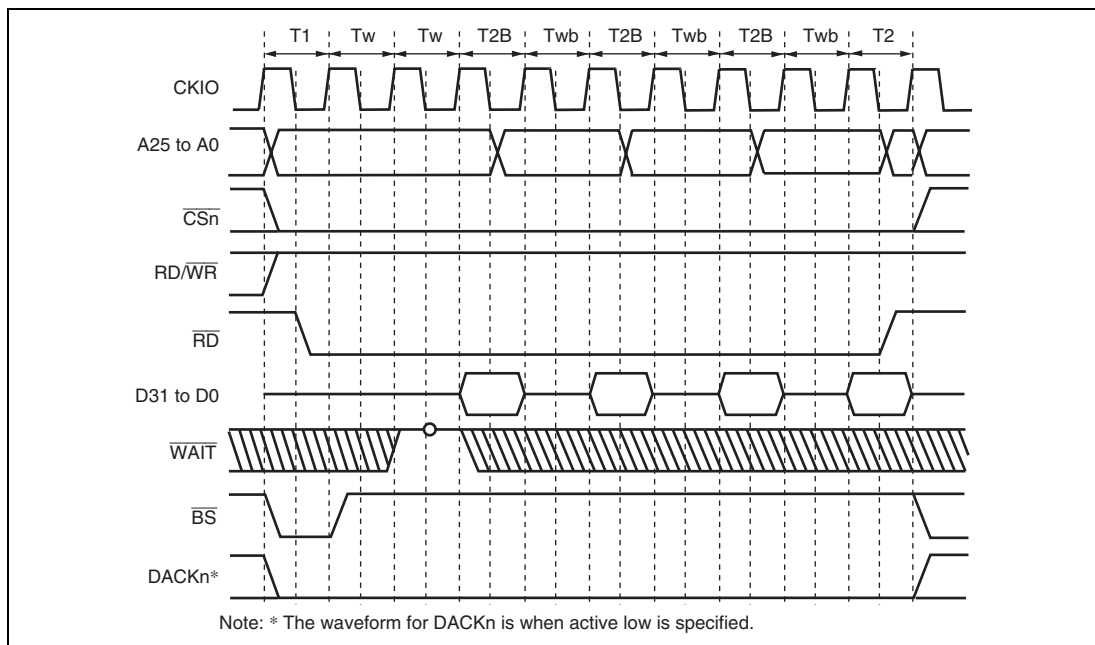 T1 Tw Tw T2B Twb T2B Twb T2B Twb T2
CKIO
A25 to A0
CSn
RD/WR
RD
D31 to D0
WAIT
BS
DACKn*
Note: * The waveform for DACKn is when active low is specified.